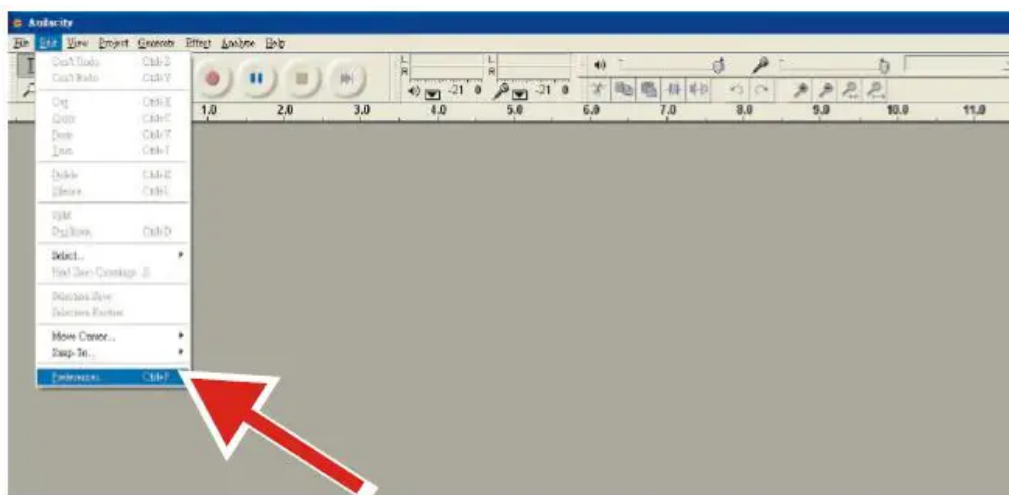 Audacity
File Edit View Project Generate Effect Analyze Help
Can't Undo Ctrl+Z
Can't Redo Ctrl+Y
Cut Ctrl+X
Copy Ctrl+C
Paste Ctrl+V
Trim Ctrl+T
Delete Ctrl+K
Silence Ctrl+L
Split
Duplicate Ctrl+D
Select...
Find Zero Crossings Z
Selection Save
Selection Restore
Move Cursor...
Snap-To...
Preferences Ctrl+P
L
R
-21 0
L
R
-21 0
1.0 2.0 3.0 4.0 5.0 6.0 7.0 8.0 9.0 10.0 11.0